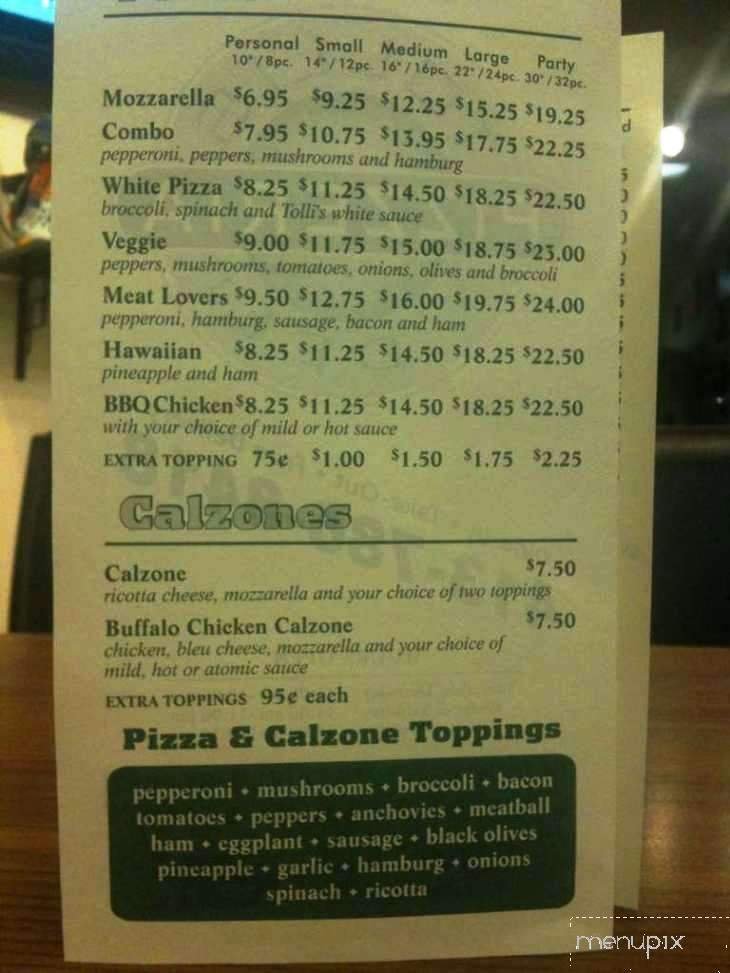 Personal Small Medium Large Party
10"/8pc. 14"/12pc. 16"/16pc. 22"/24pc. 30"/32pc.
Mozzarella $6.95 $9.25 $12.25 $15.25 $19.25
Combo $7.95 $10.75 $13.95 $17.75 $22.25
pepperoni, peppers, mushrooms and hamburg
White Pizza $8.25 $11.25 $14.50 $18.25 $22.50
broccoli, spinach and Tolli's white sauce
Veggie $9.00 $11.75 $15.00 $18.75 $23.00
peppers, mushrooms, tomatoes, onions, olives and broccoli
Meat Lovers $9.50 $12.75 $16.00 $19.75 $24.00
pepperoni, hamburg, sausage, bacon and ham
Hawaiian $8.25 $11.25 $14.50 $18.25 $22.50
pineapple and ham
BBQ Chicken $8.25 $11.25 $14.50 $18.25 $22.50
with your choice of mild or hot sauce
EXTRA TOPPING 75¢ $1.00 $1.50 $1.75 $2.25
Calzones
Calzone $7.50
ricotta cheese, mozzarella and your choice of two toppings
Buffalo Chicken Calzone $7.50
chicken, bleu cheese, mozzarella and your choice of
mild, hot or atomic sauce
EXTRA TOPPINGS 95¢ each
Pizza & Calzone Toppings
pepperoni • mushrooms • broccoli • bacon
tomatoes • peppers • anchovies • meatball
ham • eggplant • sausage • black olives
pineapple • garlic • hamburg • onions
spinach • ricotta
menupix